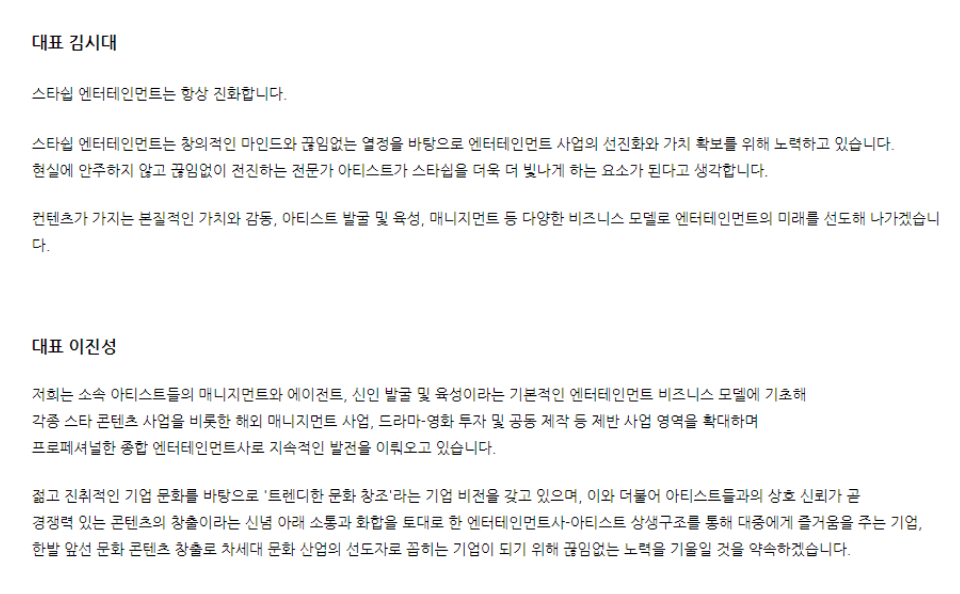 대표 김시대
스타쉽 엔터테인먼트는 항상 진화합니다.
스타쉽 엔터테인먼트는 창의적인 마인드와 끊임없는 열정을 바탕으로 엔터테인먼트 사업의 선진화와 가치 확보를 위해 노력하고 있습니다.
현실에 안주하지 않고 끊임없이 전진하는 전문가 아티스트가 스타쉽을 더욱 더 빛나게 하는 요소가 된다고 생각합니다.
컨텐츠가 가지는 본질적인 가치와 감동, 아티스트 발굴 및 육성, 매니지먼트 등 다양한 비즈니스 모델로 엔터테인먼트의 미래를 선도해 나가겠습니
다.
대표 이진성
저희는 소속 아티스트들의 매니지먼트와 에이전트, 신인 발굴 및 육성이라는 기본적인 엔터테인먼트 비즈니스 모델에 기초해
각종 스타 콘텐츠 사업을 비롯한 해외 매니지먼트 사업, 드라마-영화 투자 및 공동 제작 등 제반 사업 영역을 확대하며
프로페셔널한 종합 엔터테인먼트사로 지속적인 발전을 이뤄오고 있습니다.
젊고 진취적인 기업 문화를 바탕으로 '트렌디한 문화 창조'라는 기업 비전을 갖고 있으며, 이와 더불어 아티스트들과의 상호 신뢰가 곧
경쟁력 있는 콘텐츠의 창출이라는 신념 아래 소통과 화합을 토대로 한 엔터테인먼트사-아티스트 상생구조를 통해 대중에게 즐거움을 주는 기업,
한발 앞선 문화 콘텐츠 창출로 차세대 문화 산업의 선도자로 꼽히는 기업이 되기 위해 끊임없는 노력을 기울일 것을 약속하겠습니다.